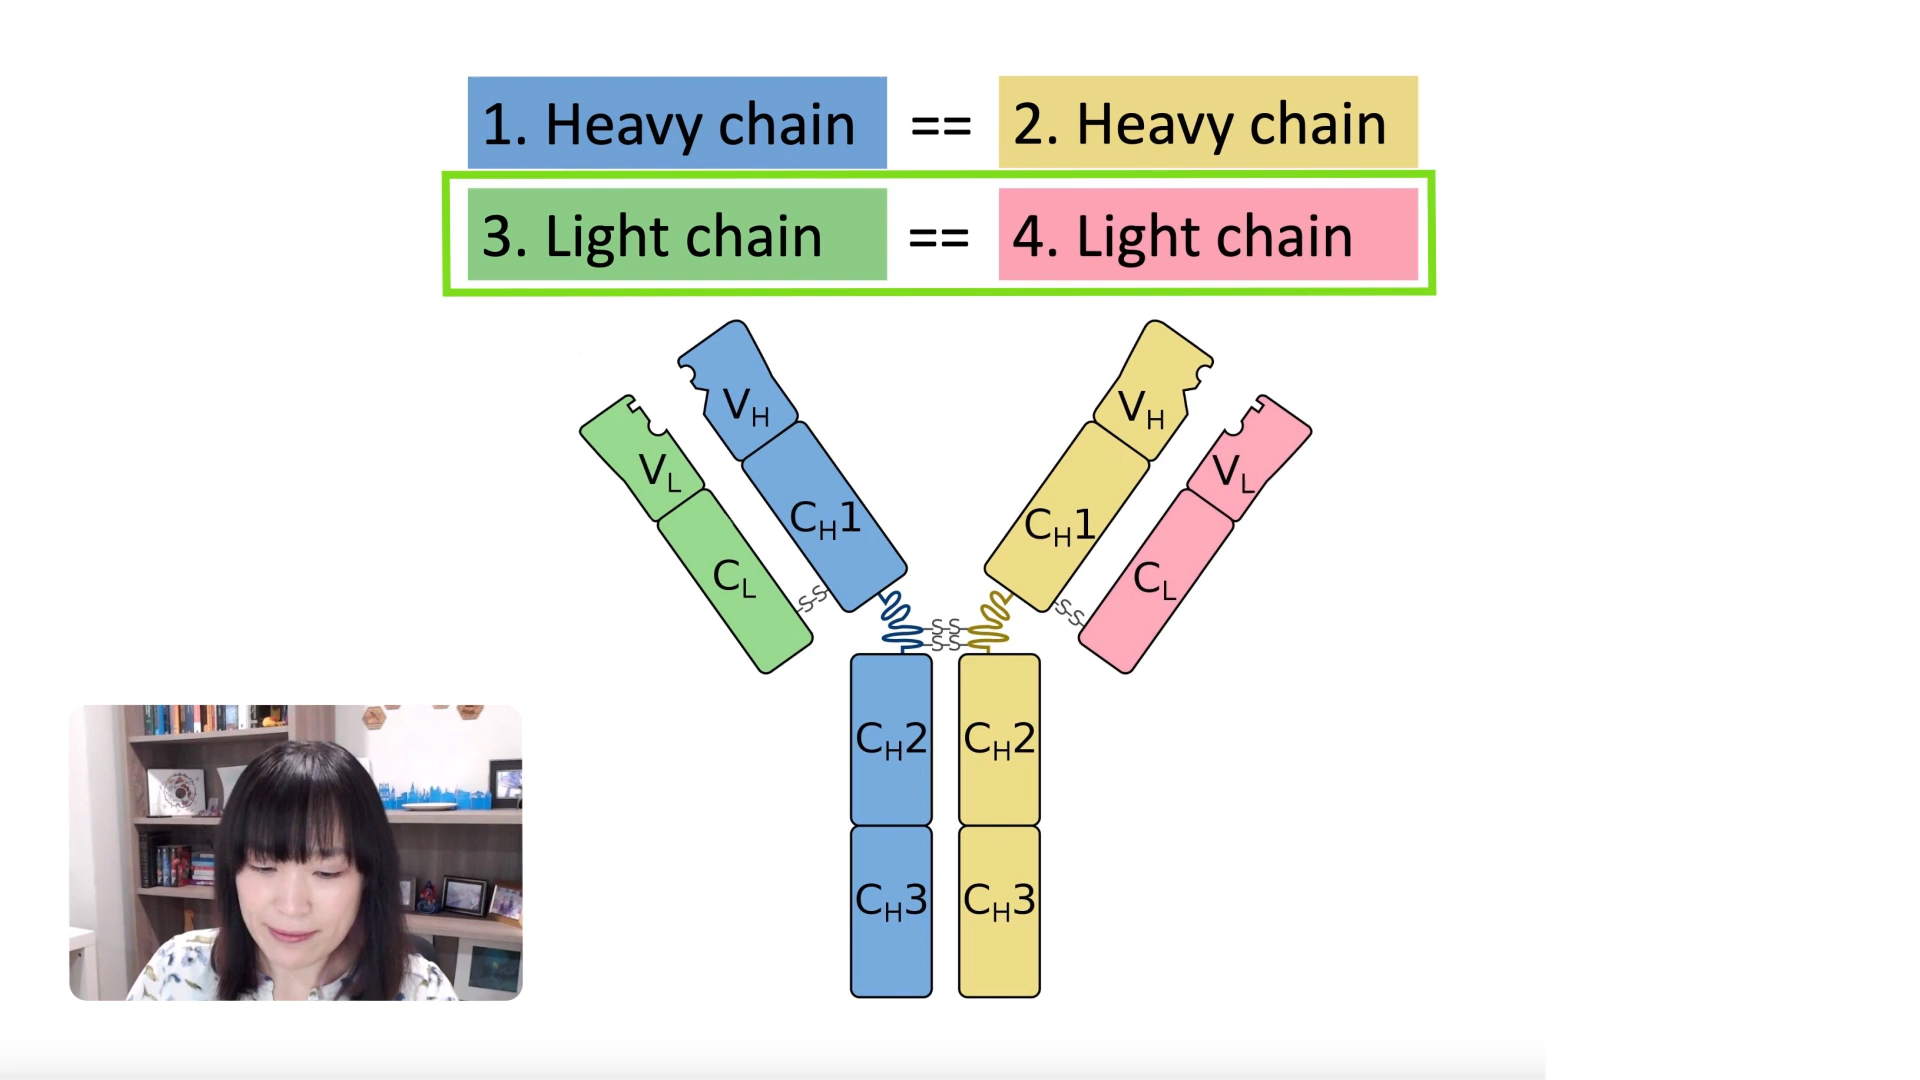 1. Heavy chain == 2. Heavy chain
3. Light chain == 4. Light chain
VH VH
VL VL
CH1 CH1
CL CL
S-S S-S
S S
S S
CH2 CH2
CH3 CH3